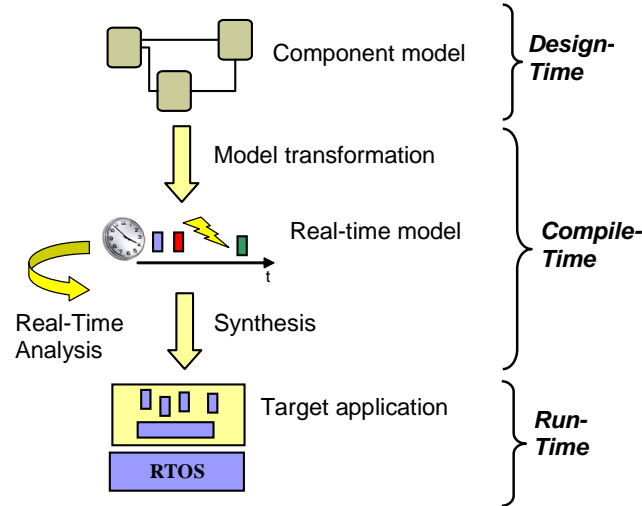 Component model
Design-
Time
Model transformation
Real-time model
Compile-
Time
t
Real-Time
Analysis
Synthesis
Target application
Run-
Time
RTOS